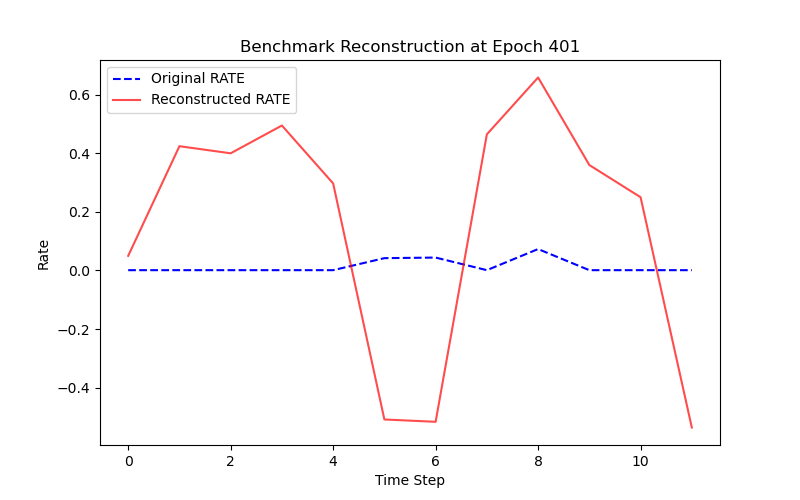 Benchmark Reconstruction at Epoch 401
Original RATE
Reconstructed RATE
Rate
0.6
0.4
0.2
0.0
−0.2
−0.4
0 2 4 6 8 10
Time Step